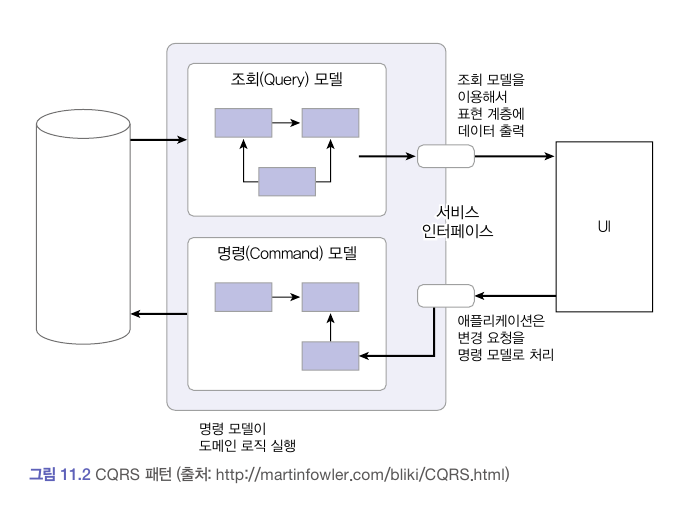 조회(Query) 모델
조회 모델을
이용해서
표현 계층에
데이터 출력
서비스
인터페이스
UI
명령(Command) 모델
애플리케이션은
변경 요청을
명령 모델로 처리
명령 모델이
도메인 로직 실행
그림 11.2 CQRS 패턴 (출처: http://martinfowler.com/bliki/CQRS.html)